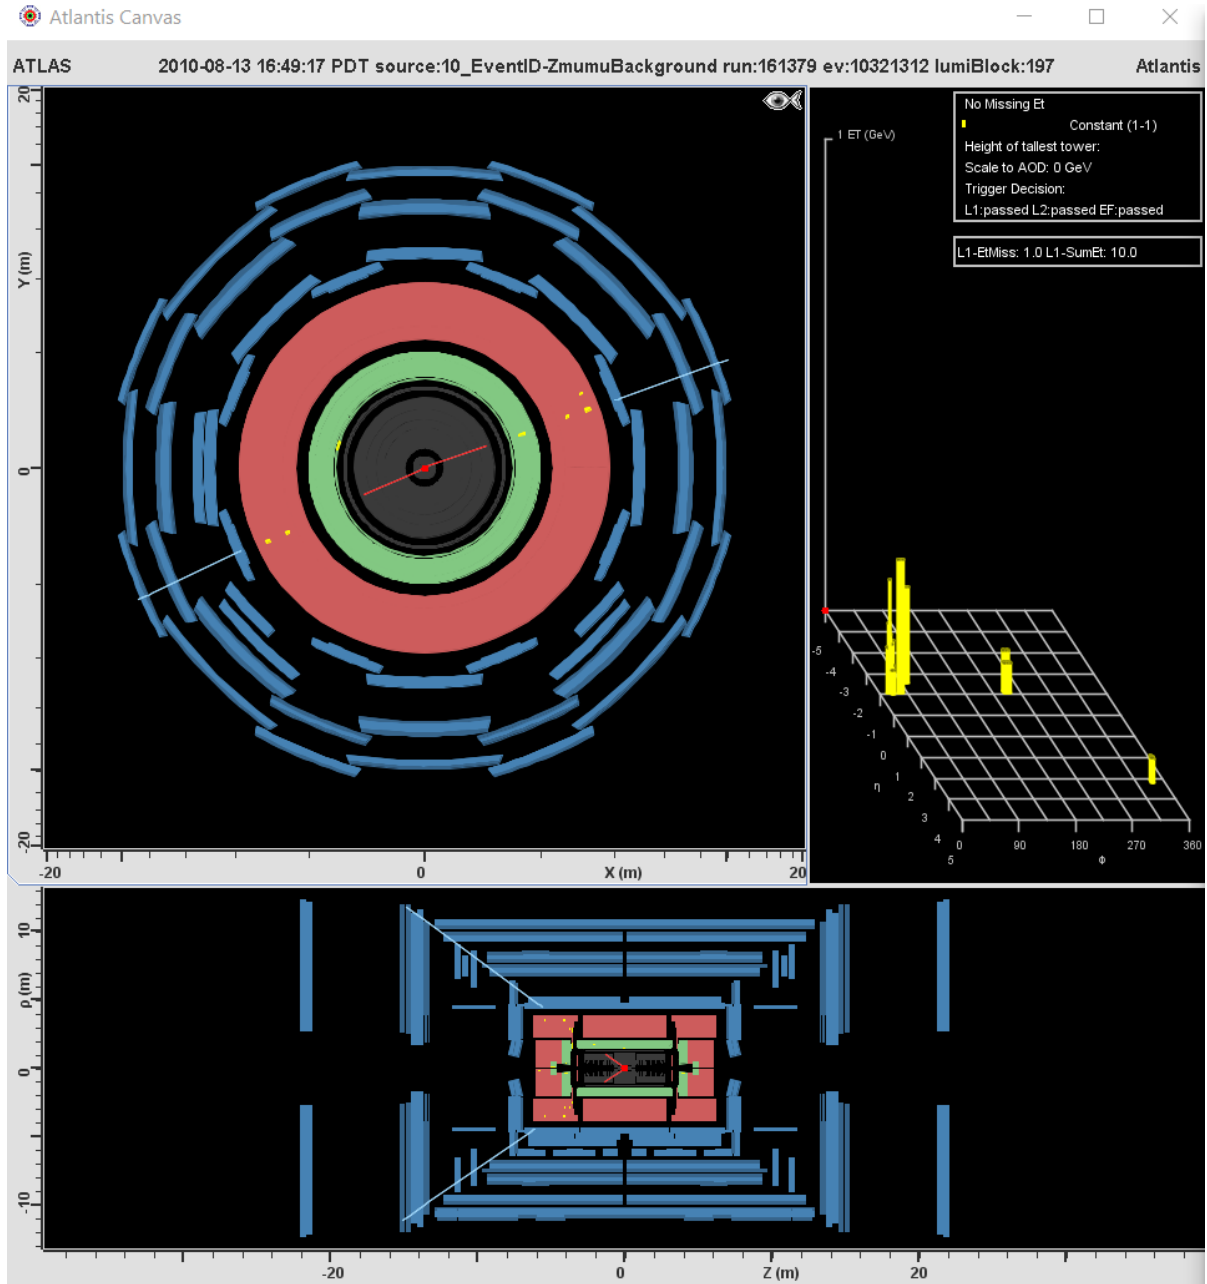 Atlantis Canvas
ATLAS 2010-08-13 16:49:17 PDT source:10_EventID-ZmumuBackground run:161379 ev:10321312 lumiBlock:197 Atlantis
20
Y (m)
0
-20
-20 0 X (m) 20
1 ET (GeV)
No Missing Et
Constant (1-1)
Height of tallest tower:
Scale to AOD: 0 GeV
Trigger Decision:
L1:passed L2:passed EF:passed
L1-EtMiss: 1.0 L1-SumEt: 10.0
-5
-4
-3
-2
-1
0
1
η
2
3
4
5
0 90 180 270 360
Φ
10
ρ (m)
0
-10
-20 0 Z (m) 20